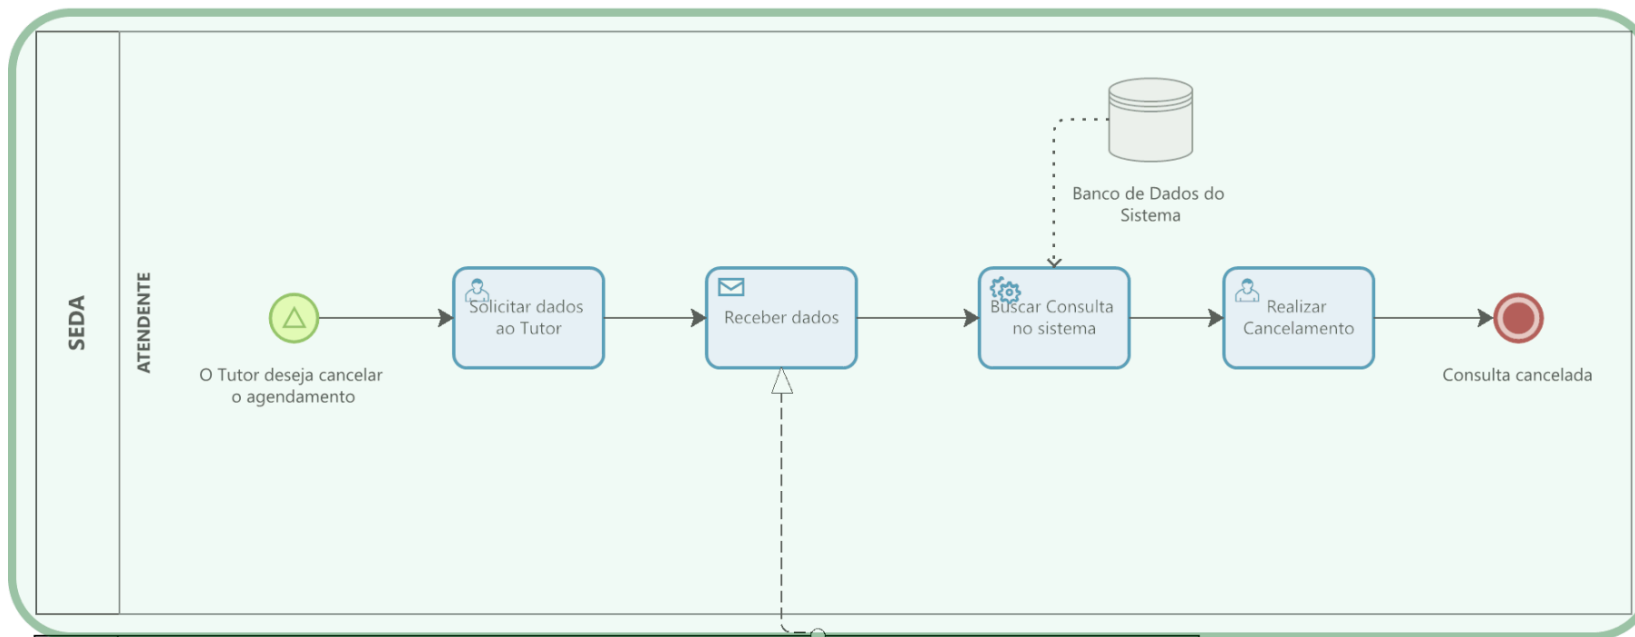 SEDA
ATENDENTE
O Tutor deseja cancelar
o agendamento
Solicitar dados
ao Tutor
Receber dados
Banco de Dados do
Sistema
Buscar Consulta
no sistema
Realizar
Cancelamento
Consulta cancelada